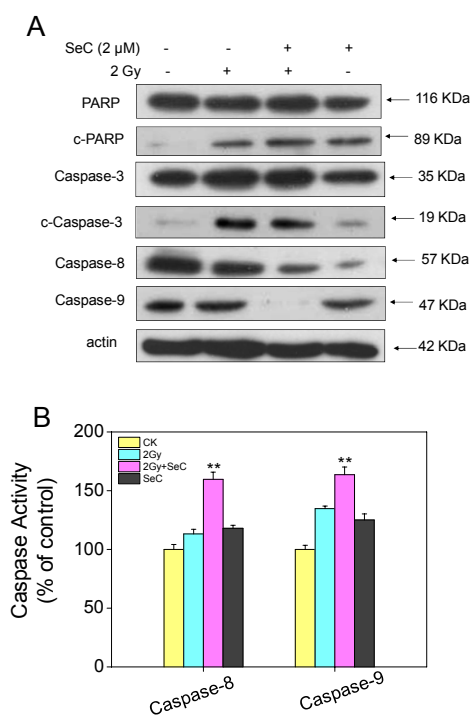 A
SeC (2 μM) - - + +
2 Gy - + + -
PARP 116 KDa
c-PARP 89 KDa
Caspase-3 35 KDa
c-Caspase-3 19 KDa
Caspase-8 57 KDa
Caspase-9 47 KDa
actin 42 KDa
B
Caspase Activity
(% of control)
200
150
100
50
0
CK
2Gy
2Gy+SeC
SeC
** **
Caspase-8 Caspase-9